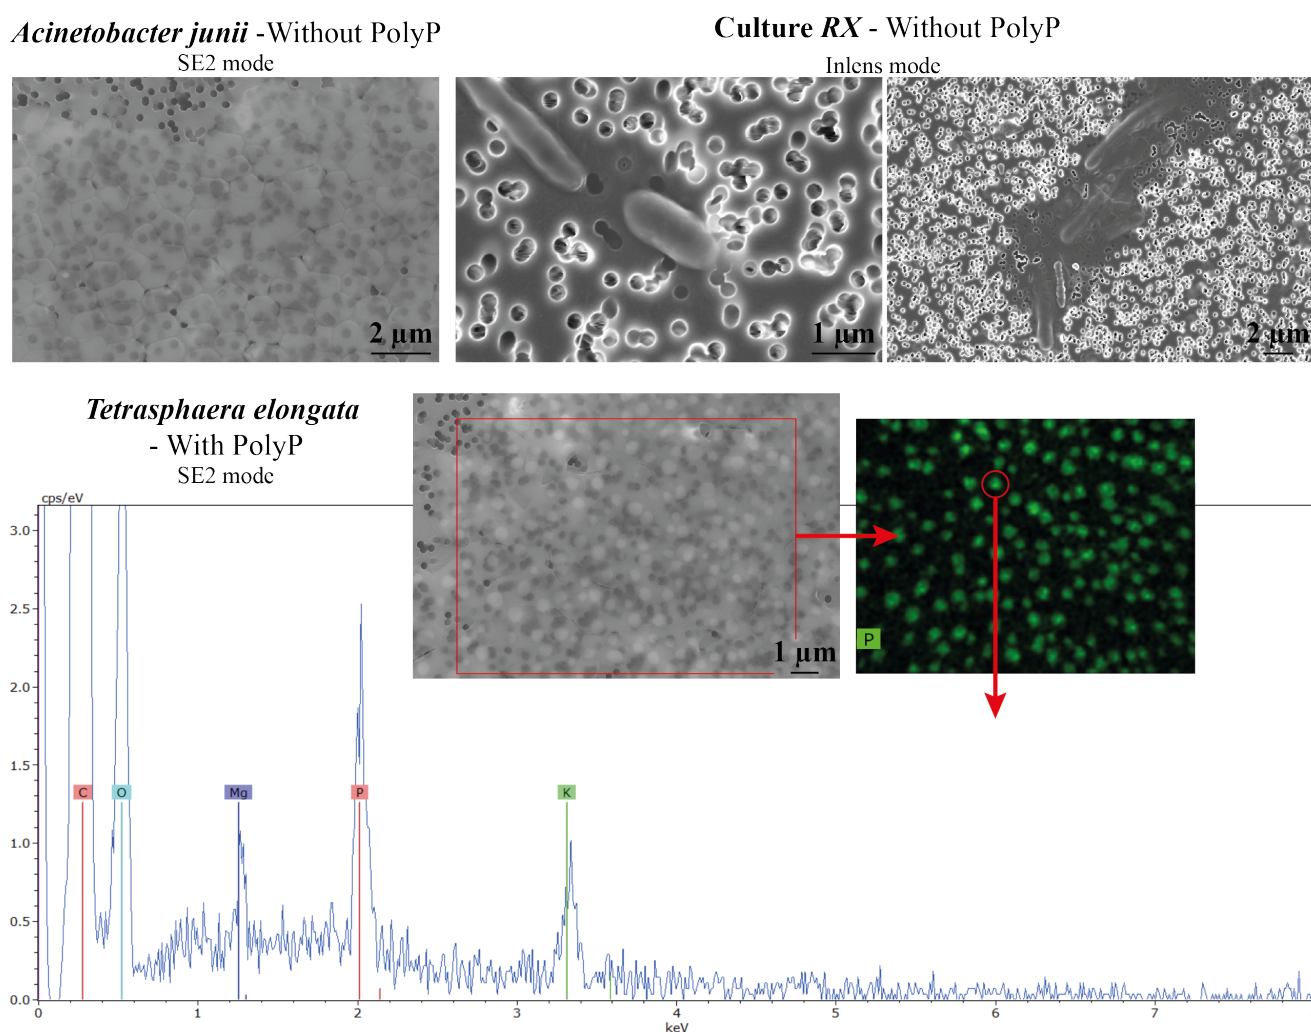 Acinetobacter junii -Without PolyP
SE2 mode
Culture RX - Without PolyP
Inlens mode
2 µm
1 µm
2 µm
Tetrasphaera elongata
- With PolyP
SE2 mode
1 µm
P
cps/eV
3.0
2.5
2.0
1.5
1.0
0.5
0.0
C
O
Mg
P
K
0
1
2
3
4
5
6
7
keV